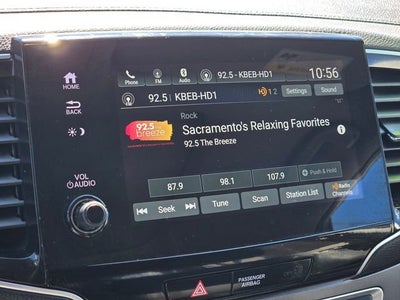 92.5 - KBEB-HD1
10:56
Phone
FM
Bluetooth
HOME
BACK
VOL
AUDIO
92.5 | KBEB-HD1
1 2
Settings
Sound
Rock
92.5
breeze
Sacramento's Relaxing Favorites
92.5 The Breeze
i
Push & Hold
87.9
98.1
107.9
Seek
Tune
Scan
Station List
Radio
Channels
PASSENGER
AIRBAG